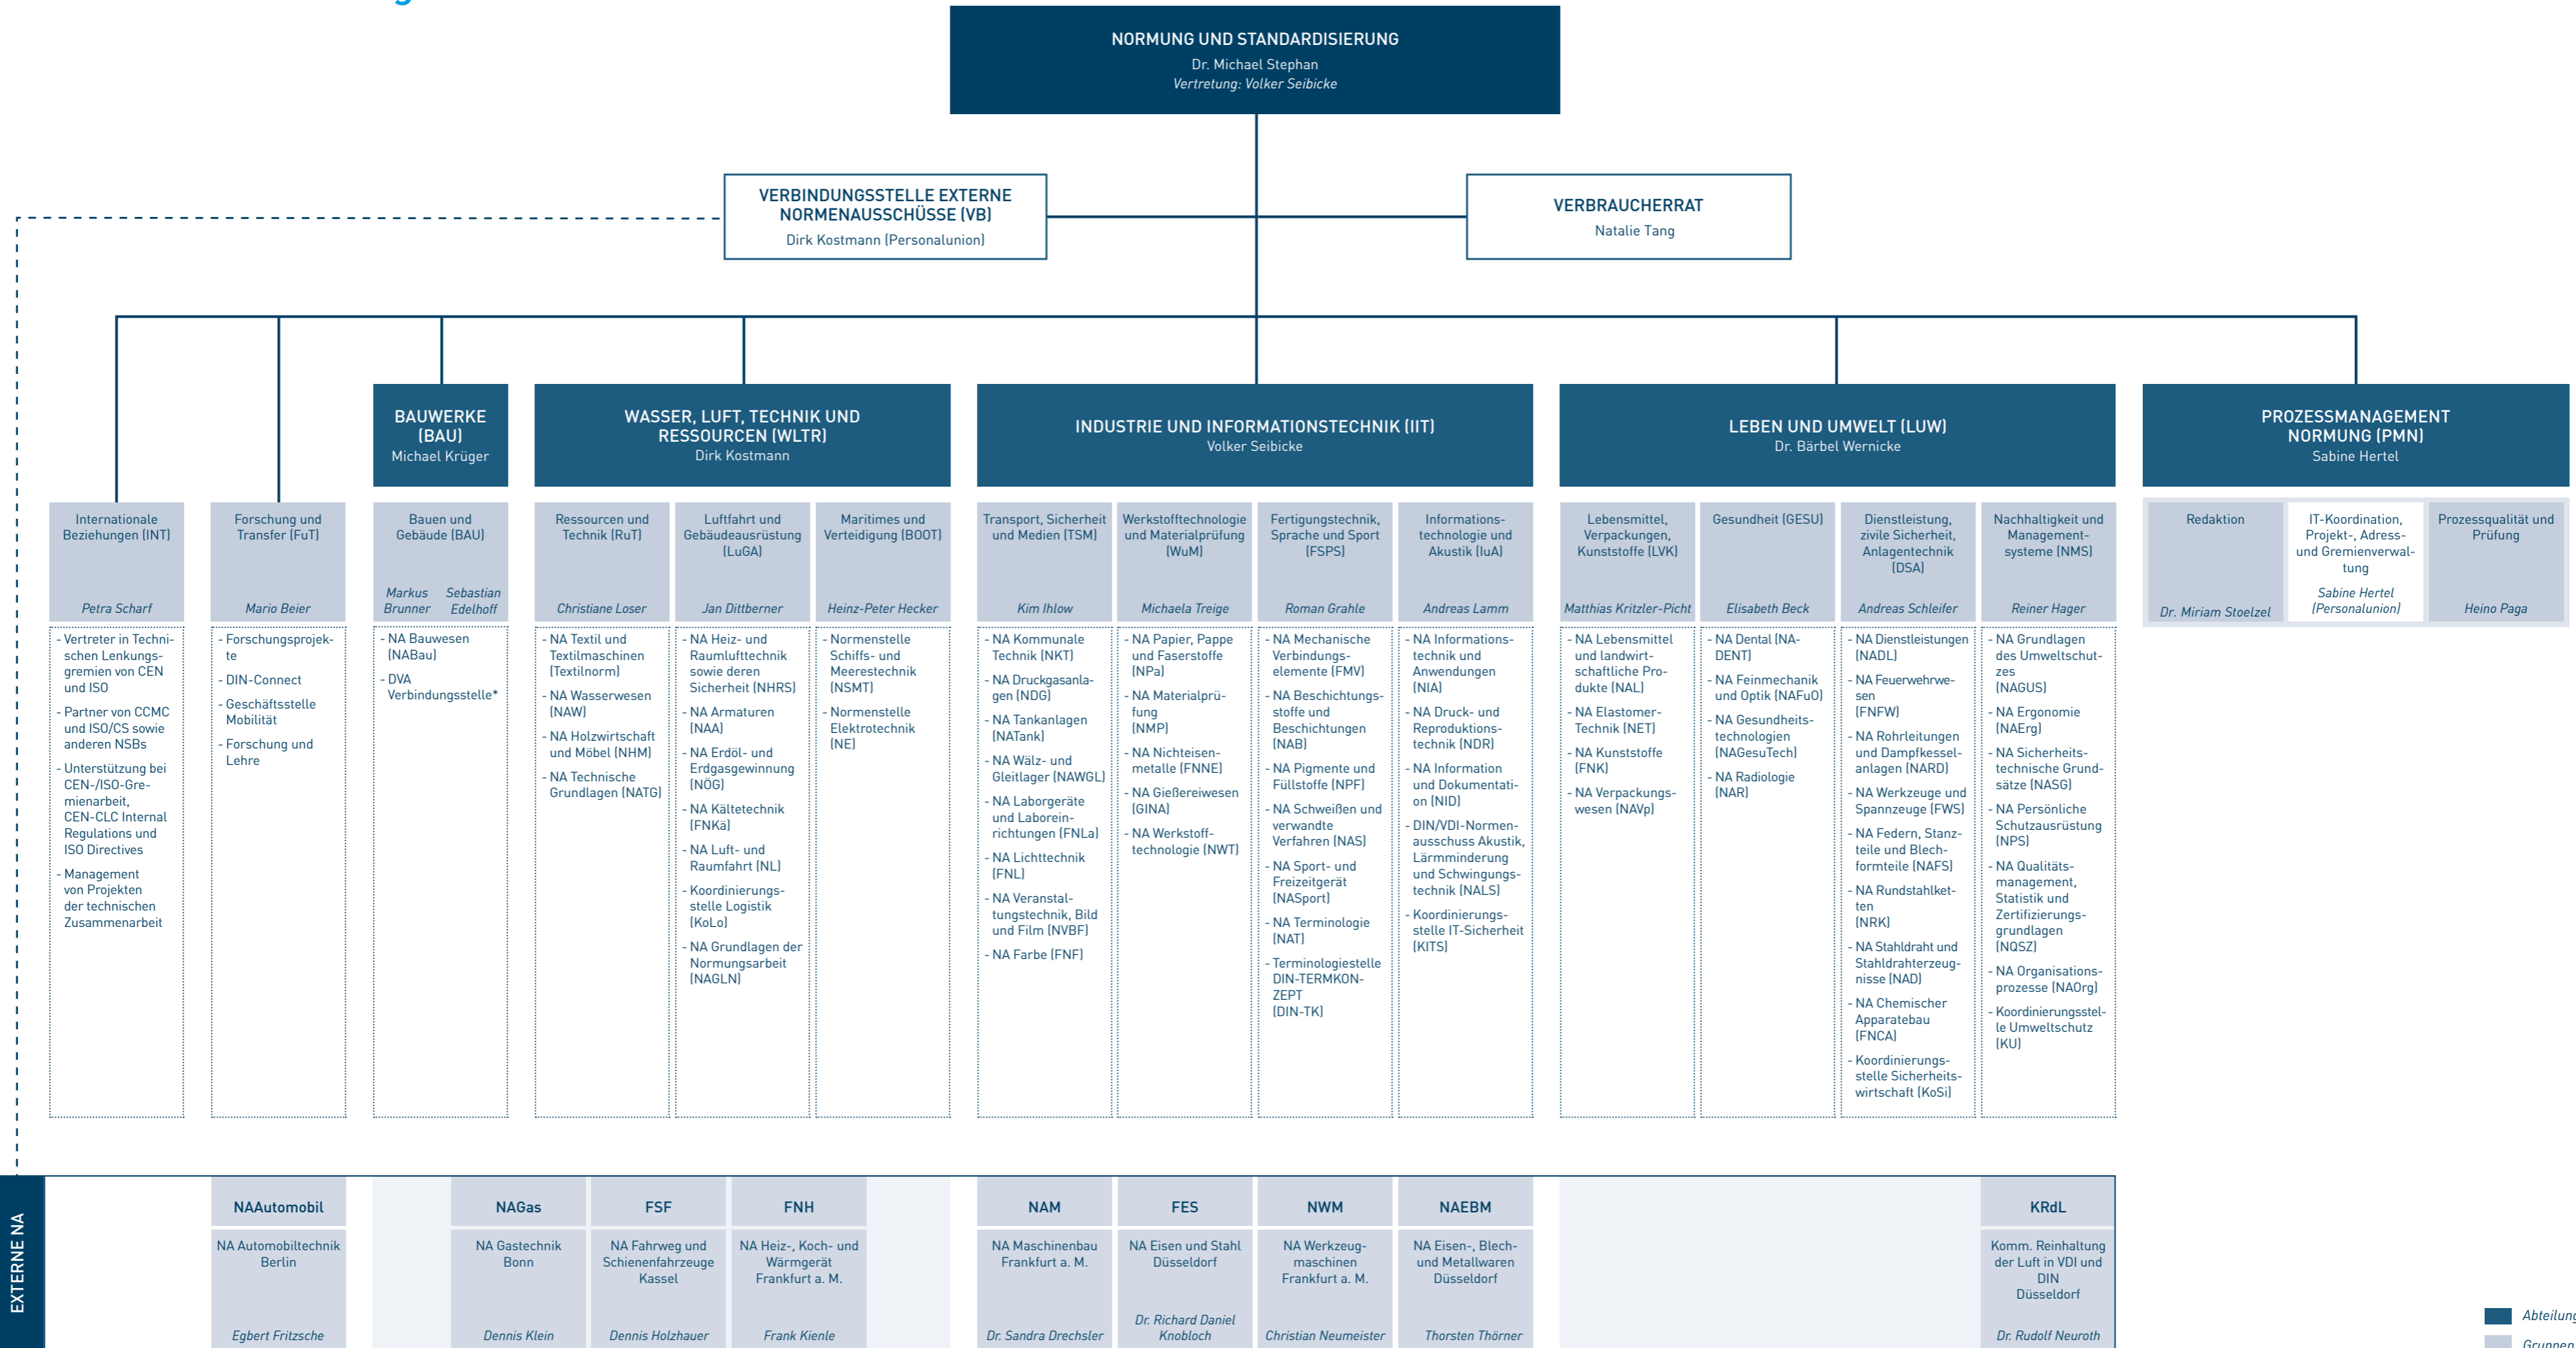 NORMUNG UND STANDARDISIERUNG
Dr. Michael Stephan
Vertretung: Volker Seibicke
VERBINDUNGSSTELLE EXTERNE
NORMENAUSSCHÜSSE (VB)
Dirk Kostmann (Personalunion)
VERBRAUCHERRAT
Natalie Tang
BAUWERKE
(BAU)
Michael Krüger
WASSER, LUFT, TECHNIK UND
RESSOURCEN (WLTR)
Dirk Kostmann
INDUSTRIE UND INFORMATIONSTECHNIK (IIT)
Volker Seibicke
LEBEN UND UMWELT (LUW)
Dr. Bärbel Wernicke
PROZESSMANAGEMENT
NORMUNG (PMN)
Sabine Hertel
Internationale
Beziehungen (INT)
Petra Scharf
- Vertreter in Techni-
schen Lenkungs-
gremien von CEN
und ISO
- Partner von CCMC
und ISO/CS sowie
anderen NSBs
- Unterstützung bei
CEN-/ISO-Gre-
mienarbeit,
CEN-CLC Internal
Regulations und
ISO Directives
- Management
von Projekten
der technischen
Zusammenarbeit
Forschung und
Transfer (FuT)
Mario Beier
- Forschungsprojek-
te
- DIN-Connect
- Geschäftsstelle
Mobilität
- Forschung und
Lehre
Bauen und
Gebäude (BAU)
Markus
Brunner
Sebastian
Edelhoff
- NA Bauwesen
(NABau)
- DVA
Verbindungsstelle*
Ressourcen und
Technik (RuT)
Christiane Loser
- NA Textil und
Textilmaschinen
(Textilnorm)
- NA Wasserwesen
(NAW)
- NA Holzwirtschaft
und Möbel (NHM)
- NA Technische
Grundlagen (NATG)
Luftfahrt und
Gebäudeausrüstung
(LuGA)
Jan Dittberner
- NA Heiz- und
Raumlufttechnik
sowie deren
Sicherheit (NHRS)
- NA Armaturen
(NAA)
- NA Erdöl- und
Erdgasgewinnung
(NÖG)
- NA Kältetechnik
(FNKä)
- NA Luft- und
Raumfahrt (NL)
- Koordinierungs-
stelle Logistik
(KoLo)
- NA Grundlagen der
Normungsarbeit
(NAGLN)
Maritimes und
Verteidigung (BOOT)
Heinz-Peter Hecker
- Normenstelle
Schiffs- und
Meerestechnik
(NSMT)
- Normenstelle
Elektrotechnik
(NE)
Transport, Sicherheit
und Medien (TSM)
Kim Ihlow
- NA Kommunale
Technik (NKT)
- NA Druckgasanla-
gen (NDG)
- NA Tankanlagen
(NATank)
- NA Wälz- und
Gleitlager (NAWGL)
- NA Laborgeräte
und Laborein-
richtungen (FNLa)
- NA Lichttechnik
(FNL)
- NA Veranstal-
tungstechnik, Bild
und Film (NVBF)
- NA Farbe (FNF)
Werkstofftechnologie
und Materialprüfung
(WuM)
Michaela Treige
- NA Papier, Pappe
und Faserstoffe
(NPa)
- NA Materialprü-
fung
(NMP)
- NA Nichteisen-
metalle (FNNE)
- NA Gießereiwesen
(GINA)
- NA Werkstoff-
technologie (NWT)
Fertigungstechnik,
Sprache und Sport
(FSPS)
Roman Grahle
- NA Mechanische
Verbindungs-
elemente (FMV)
- NA Beschichtungs-
stoffe und
Beschichtungen
(NAB)
- NA Pigmente und
Füllstoffe (NPF)
- NA Schweißen und
verwandte
Verfahren (NAS)
- NA Sport- und
Freizeitgerät
(NASport)
- NA Terminologie
(NAT)
- Terminologiestelle
DIN-TERMKON-
ZEPT
(DIN-TK)
Informations-
technologie und
Akustik (IuA)
Andreas Lamm
- NA Informations-
technik und
Anwendungen
(NIA)
- NA Druck- und
Reproduktions-
technik (NDR)
- NA Information
und Dokumentati-
on (NID)
- DIN/VDI-Normen-
ausschuss Akustik,
Lärmminderung
und Schwingungs-
technik (NALS)
- Koordinierungs-
stelle IT-Sicherheit
(KITS)
Lebensmittel,
Verpackungen,
Kunststoffe (LVK)
Matthias Kritzler-Picht
- NA Lebensmittel
und landwirt-
schaftliche Pro-
dukte (NAL)
- NA Elastomer-
Technik (NET)
- NA Kunststoffe
(FNK)
- NA Verpackungs-
wesen (NAVp)
Gesundheit (GESU)
Elisabeth Beck
- NA Dental (NA-
DENT)
- NA Feinmechanik
und Optik (NAFuO)
- NA Gesundheits-
technologien
(NAGesuTech)
- NA Radiologie
(NAR)
Dienstleistung,
zivile Sicherheit,
Anlagentechnik
(DSA)
Andreas Schleifer
- NA Dienstleistungen
(NADL)
- NA Feuerwehrwe-
sen
(FNFW)
- NA Rohrleitungen
und Dampfkessel-
anlagen (NARD)
- NA Werkzeuge und
Spannzeuge (FWS)
- NA Federn, Stanz-
teile und Blech-
formteile (NAFS)
- NA Rundstahlket-
ten
(NRK)
- NA Stahldraht und
Stahldrahterzeug-
nisse (NAD)
- NA Chemischer
Apparatebau
(FNCA)
- Koordinierungs-
stelle Sicherheits-
wirtschaft (KoSi)
Nachhaltigkeit und
Management-
systeme (NMS)
Reiner Hager
- NA Grundlagen
des Umweltschut-
zes
(NAGUS)
- NA Ergonomie
(NAErg)
- NA Sicherheits-
technische Grund-
sätze (NASG)
- NA Persönliche
Schutzausrüstung
(NPS)
- NA Qualitäts-
management,
Statistik und
Zertifizierungs-
grundlagen
(NQSZ)
- NA Organisations-
prozesse (NAOrg)
- Koordinierungsstel-
le Umweltschutz
(KU)
Redaktion
Dr. Miriam Stoelzel
IT-Koordination,
Projekt-, Adress-
und Gremienverwal-
tung
Sabine Hertel
(Personalunion)
Prozessqualität und
Prüfung
Heino Paga
EXTERNE NA
NAAutomobil
NA Automobiltechnik
Berlin
Egbert Fritzsche
NAGas
NA Gastechnik
Bonn
Dennis Klein
FSF
NA Fahrweg und
Schienenfahrzeuge
Kassel
Dennis Holzhauer
FNH
NA Heiz-, Koch- und
Wärmgerät
Frankfurt a. M.
Frank Kienle
NAM
NA Maschinenbau
Frankfurt a. M.
Dr. Sandra Drechsler
FES
NA Eisen und Stahl
Düsseldorf
Dr. Richard Daniel
Knobloch
NWM
NA Werkzeug-
maschinen
Frankfurt a. M.
Christian Neumeister
NAEBM
NA Eisen-, Blech-
und Metallwaren
Düsseldorf
Thorsten Thörner
KRdL
Komm. Reinhaltung
der Luft in VDI und
DIN
Düsseldorf
Dr. Rudolf Neuroth
Abteilung
Gruppen